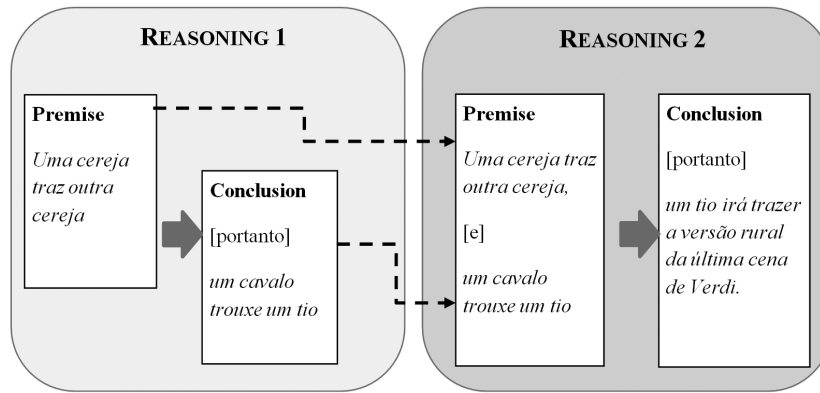 REASONING 1
Premise
Uma cereja
traz outra
cereja
Conclusion
[portanto]
um cavalo
trouxe um tio
REASONING 2
Premise
Uma cereja traz
outra cereja,
[e]
um cavalo
trouxe um tio
Conclusion
[portanto]
um tio irá trazer
a versão rural
da última cena
de Verdi.